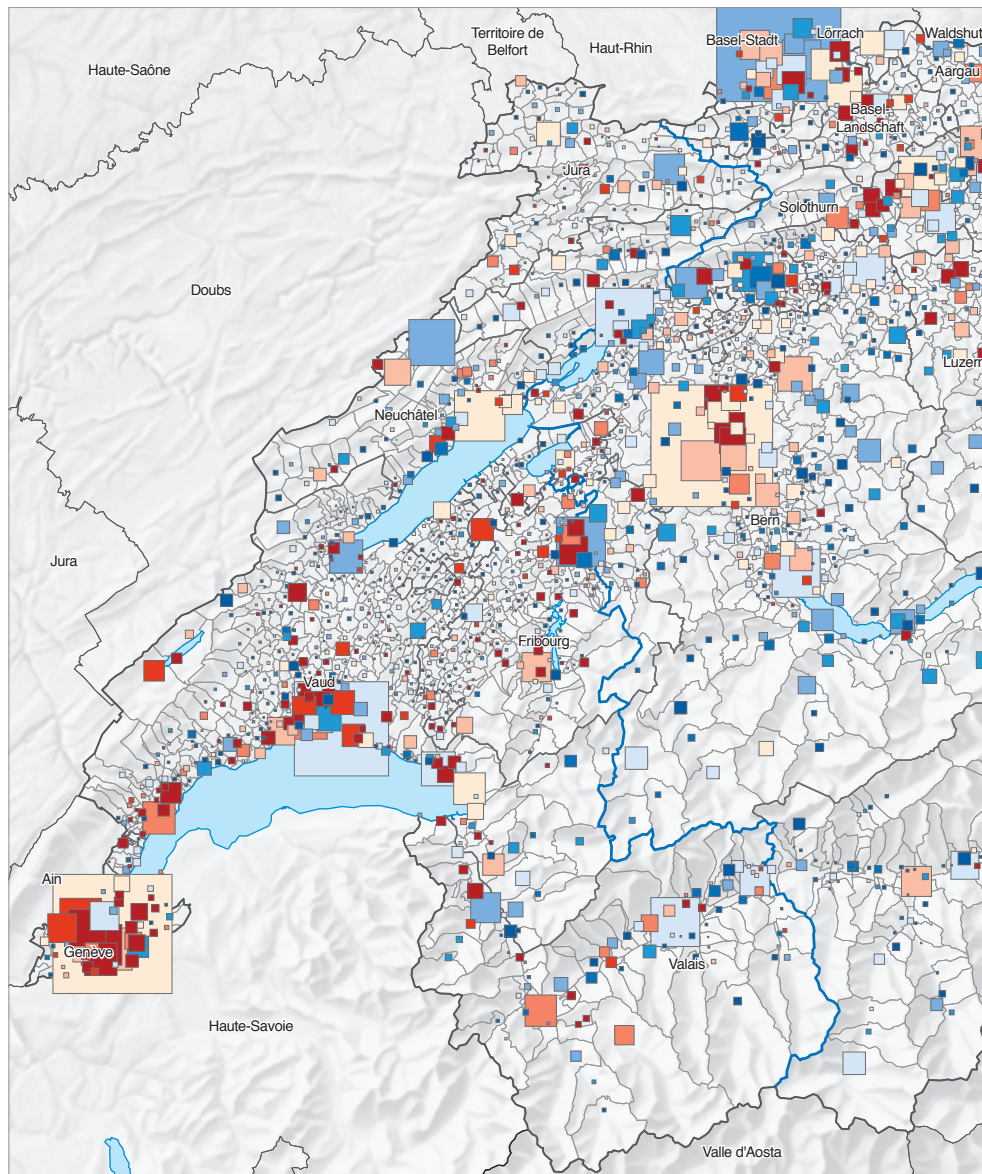 Territoire de
Belfort
Haut-Rhin
Basel-Stadt
Lörrach
Waldshut
Haute-Saône
Aargau
Basel-
Landschaft
Jura
Solothurn
Doubs
Luzern
Neuchâtel
Bern
Jura
Fribourg
Vaud
Ain
Genève
Valais
Haute-Savoie
Valle d'Aosta